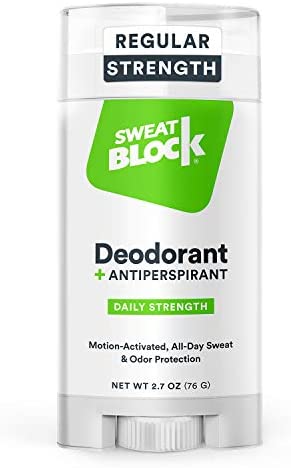 REGULAR
STRENGTH
SWEAT
BLOCK®
Deodorant
+ ANTIPERSPIRANT
DAILY STRENGTH
Motion-Activated, All-Day Sweat
& Odor Protection
NET WT 2.7 OZ (76 G)